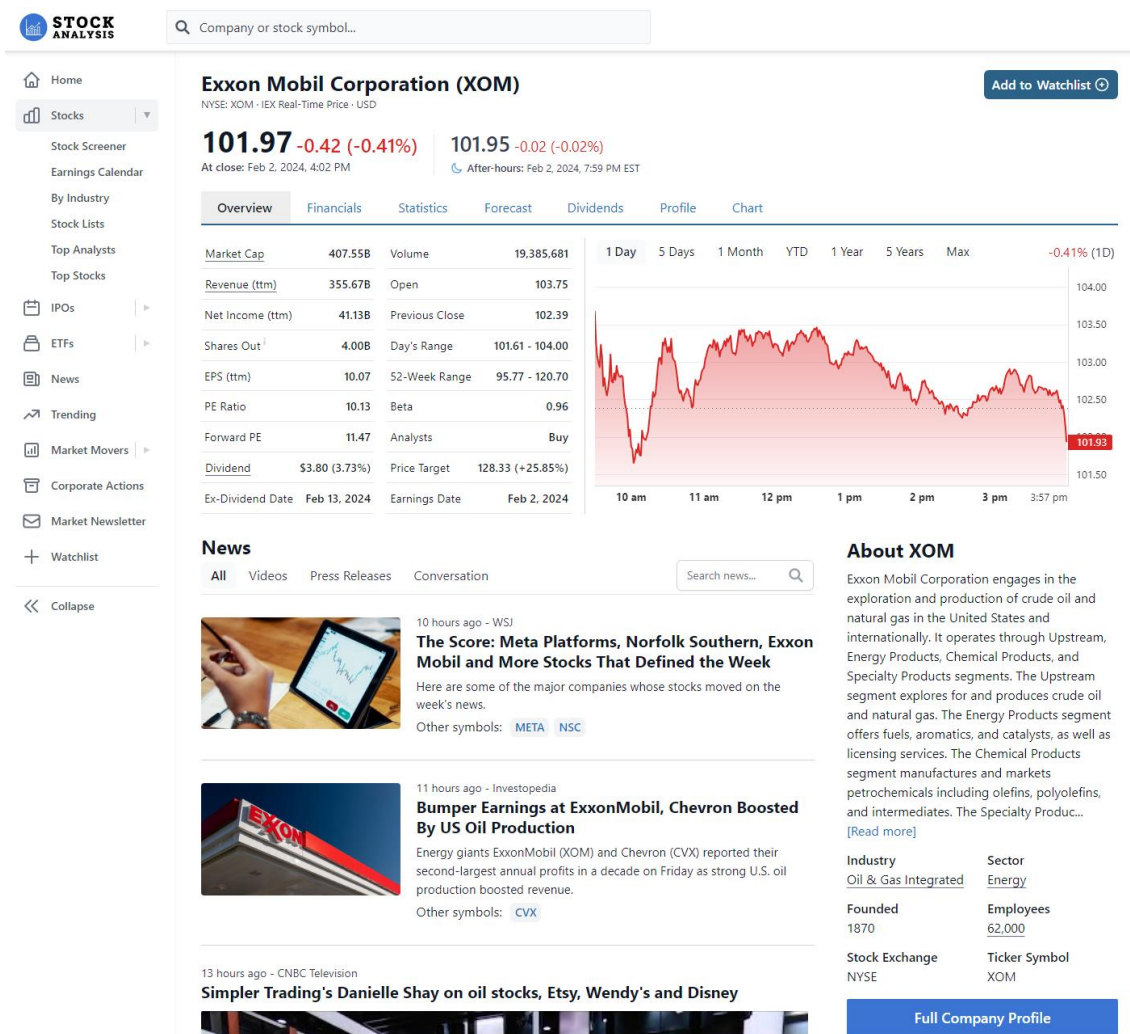 STOCK
ANALYSIS
Company or stock symbol...
Home
Stocks
Stock Screener
Earnings Calendar
By Industry
Stock Lists
Top Analysts
Top Stocks
IPOs
ETFs
News
Trending
Market Movers
Corporate Actions
Market Newsletter
Watchlist
Collapse
Exxon Mobil Corporation (XOM)
NYSE: XOM · IEX Real-Time Price · USD
Add to Watchlist
101.97 -0.42 (-0.41%)
At close: Feb 2, 2024, 4:02 PM
101.95 -0.02 (-0.02%)
After-hours: Feb 2, 2024, 7:59 PM EST
Overview Financials Statistics Forecast Dividends Profile Chart
Market Cap 407.55B Volume 19,385,681
Revenue (ttm) 355.67B Open 103.75
Net Income (ttm) 41.13B Previous Close 102.39
Shares Out 4.00B Day's Range 101.61 - 104.00
EPS (ttm) 10.07 52-Week Range 95.77 - 120.70
PE Ratio 10.13 Beta 0.96
Forward PE 11.47 Analysts Buy
Dividend $3.80 (3.73%) Price Target 128.33 (+25.85%)
Ex-Dividend Date Feb 13, 2024 Earnings Date Feb 2, 2024
1 Day 5 Days 1 Month YTD 1 Year 5 Years Max -0.41% (1D)
104.00
103.50
103.00
102.50
101.93
101.50
10 am 11 am 12 pm 1 pm 2 pm 3 pm 3:57 pm
News
All Videos Press Releases Conversation
Search news...
10 hours ago - WSJ
The Score: Meta Platforms, Norfolk Southern, Exxon
Mobil and More Stocks That Defined the Week
Here are some of the major companies whose stocks moved on the
week's news.
Other symbols: META NSC
EXXON
11 hours ago - Investopedia
Bumper Earnings at ExxonMobil, Chevron Boosted
By US Oil Production
Energy giants ExxonMobil (XOM) and Chevron (CVX) reported their
second-largest annual profits in a decade on Friday as strong U.S. oil
production boosted revenue.
Other symbols: CVX
13 hours ago - CNBC Television
Simpler Trading's Danielle Shay on oil stocks, Etsy, Wendy's and Disney
About XOM
Exxon Mobil Corporation engages in the
exploration and production of crude oil and
natural gas in the United States and
internationally. It operates through Upstream,
Energy Products, Chemical Products, and
Specialty Products segments. The Upstream
segment explores for and produces crude oil
and natural gas. The Energy Products segment
offers fuels, aromatics, and catalysts, as well as
licensing services. The Chemical Products
segment manufactures and markets
petrochemicals including olefins, polyolefins,
and intermediates. The Specialty Produc...
[Read more]
Industry Sector
Oil & Gas Integrated Energy
Founded Employees
1870 62,000
Stock Exchange Ticker Symbol
NYSE XOM
Full Company Profile